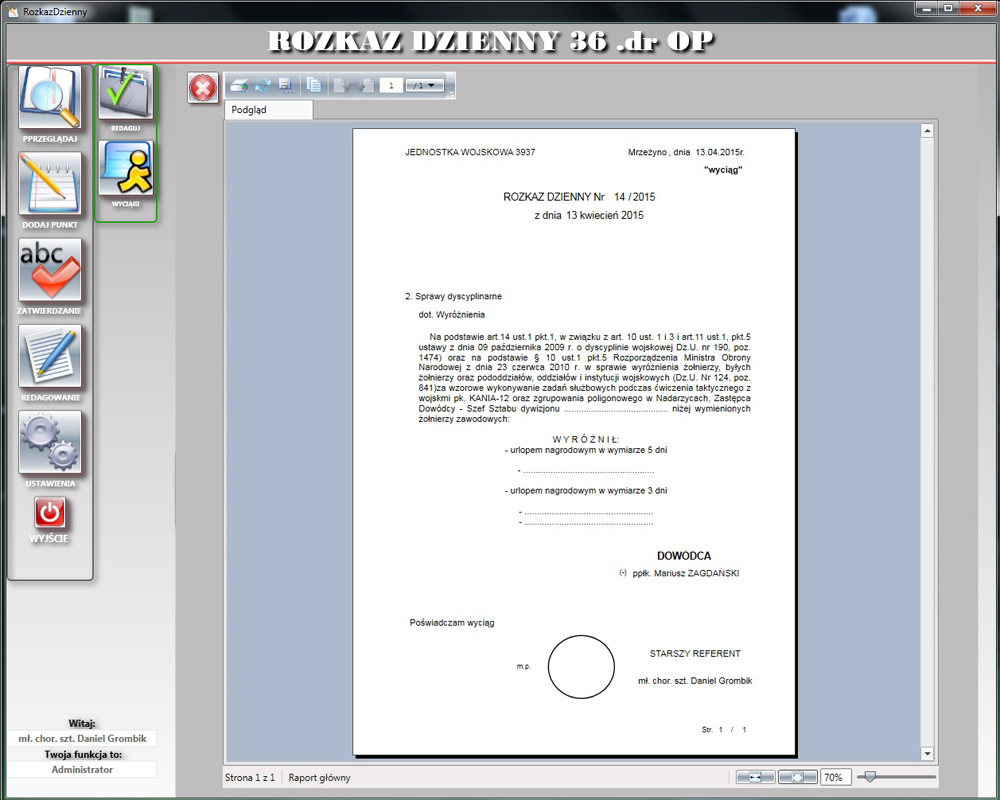 RozkazDzienny
ROZKAZ DZIENNY 36 .dr OP
PPRZEGLĄDAJ
DODAJ PUNKT
abc
ZATWIERDZANIE
REDAGOWANIE
USTAWIENIA
WYJŚCIE
REDAGUJ
WYCIĄGI
1
/1
Podgląd
JEDNOSTKA WOJSKOWA 3937
Mrzeżyno , dnia 13.04.2015r.
"wyciąg"
ROZKAZ DZIENNY Nr 14 / 2015
z dnia 13 kwiecień 2015
2. Sprawy dyscyplinarne
dot. Wyróżnienia
Na podstawie art.14 ust.1 pkt.1, w związku z art. 10 ust. 1 i 3 i art.11 ust.1, pkt.5
ustawy z dnia 09 października 2009 r. o dyscyplinie wojskowej Dz.U. nr 190, poz.
1474) oraz na podstawie § 10 ust.1 pkt.5 Rozporządzenia Ministra Obrony
Narodowej z dnia 23 czerwca 2010 r. w sprawie wyróżnienia żołnierzy, byłych
żołnierzy oraz pododdziałów, oddziałów i instytucji wojskowych (Dz.U. Nr 124, poz.
841)za wzorowe wykonywanie zadań służbowych podczas ćwiczenia taktycznego z
wojskmi pk. KANIA-12 oraz zgrupowania poligonowego w Nadarzycach, Zastępca
Dowódcy - Szef Sztabu dywizjonu .......................................... niżej wymienionych
żołnierzy zawodowych:
W Y R Ó Ż N I Ł:
- urlopem nagrodowym w wymiarze 5 dni
- .....................................................
- urlopem nagrodowym w wymiarze 3 dni
- ....................................................
- ....................................................
DOWODCA
(-) ppłk. Mariusz ZAGDAŃSKI
Poświadczam wyciąg
m.p.
STARSZY REFERENT
mł. chor. szt. Daniel Grombik
Str. 1 / 1
Witaj:
mł. chor. szt. Daniel Grombik
Twoja funkcja to:
Administrator
Strona 1 z 1
Raport główny
70%